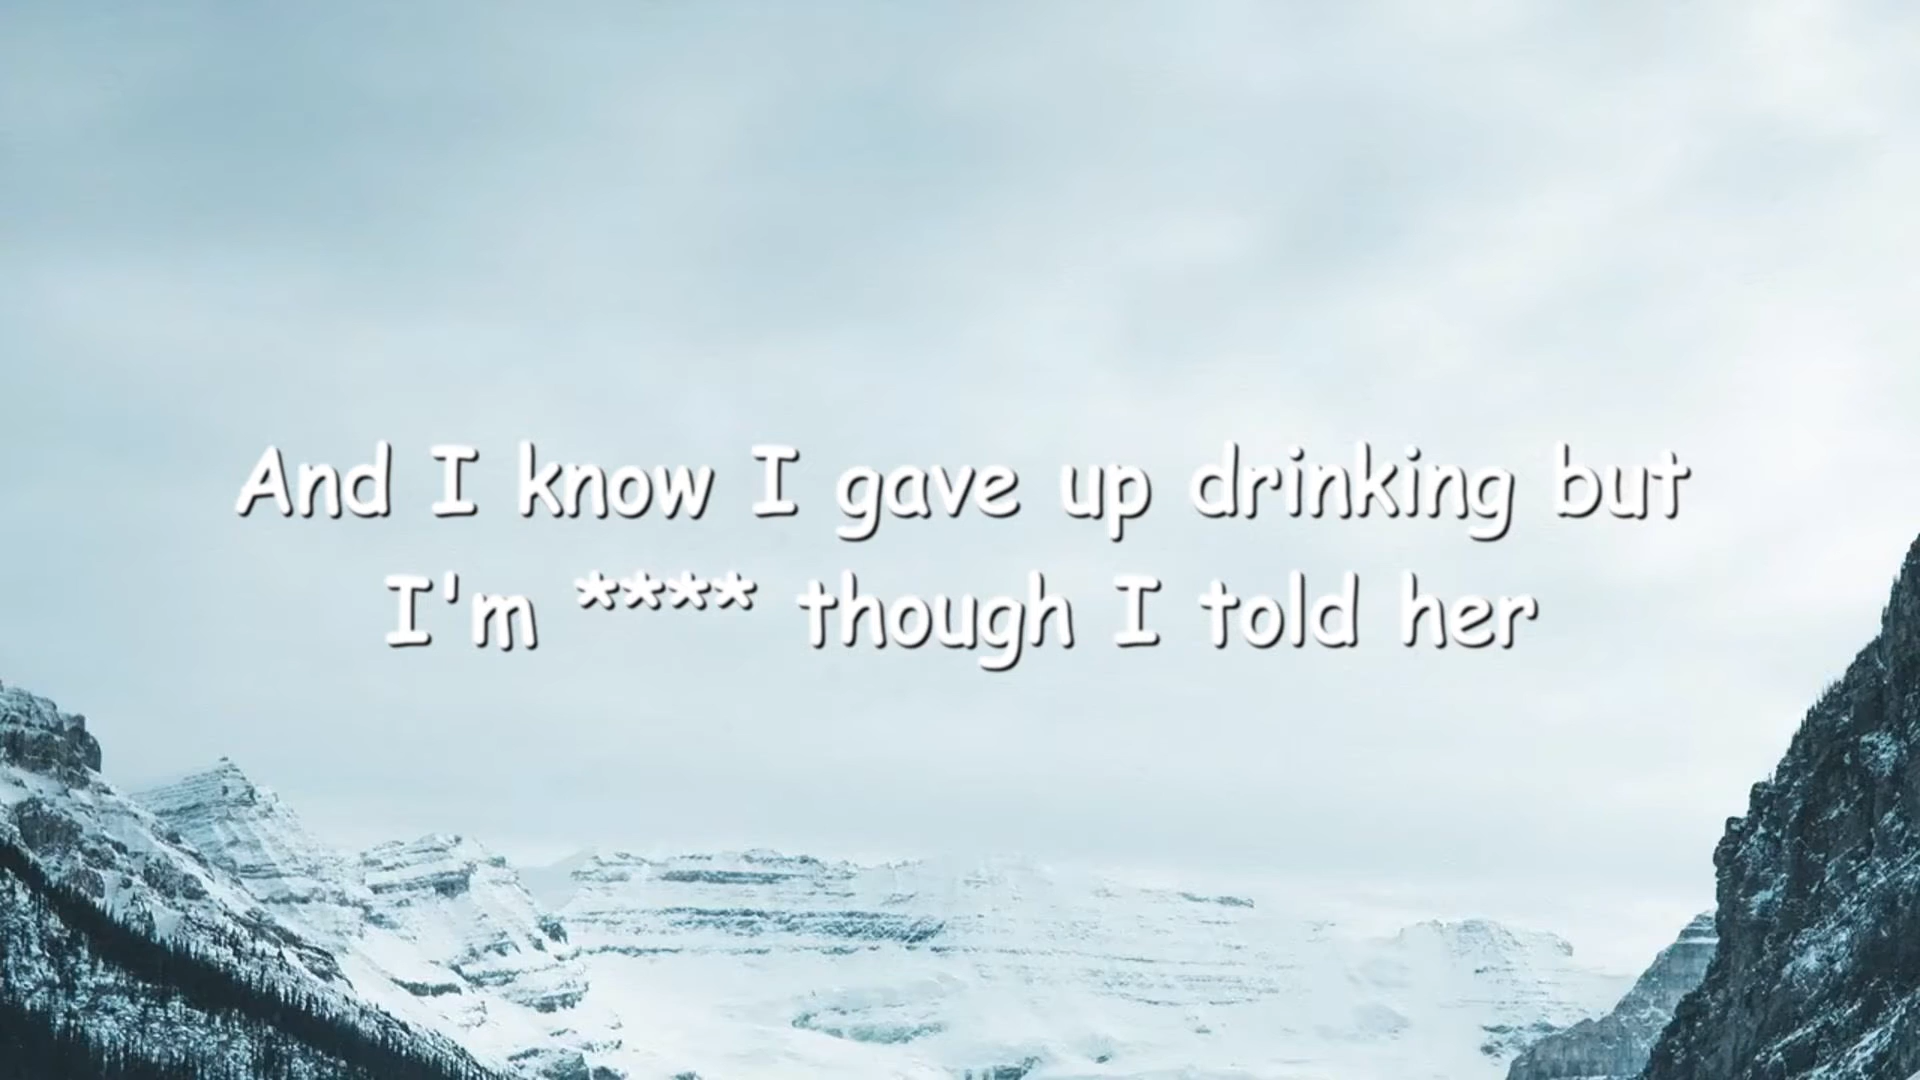 And I know I gave up drinking but
I'm **** though I told her